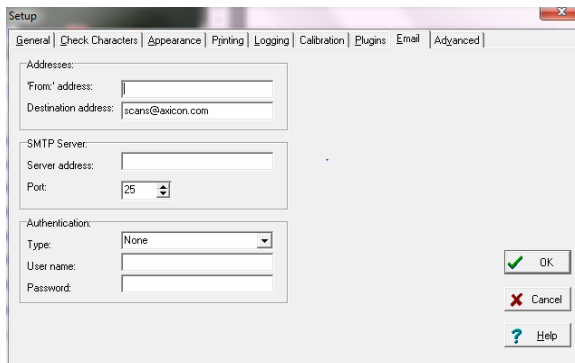 Setup
General Check Characters Appearance Printing Logging Calibration Plugins Email Advanced
Addresses:
'From:' address:
Destination address: scans@axicon.com
SMTP Server:
Server address:
Port: 25
Authentication:
Type: None
User name:
Password:
OK
Cancel
Help